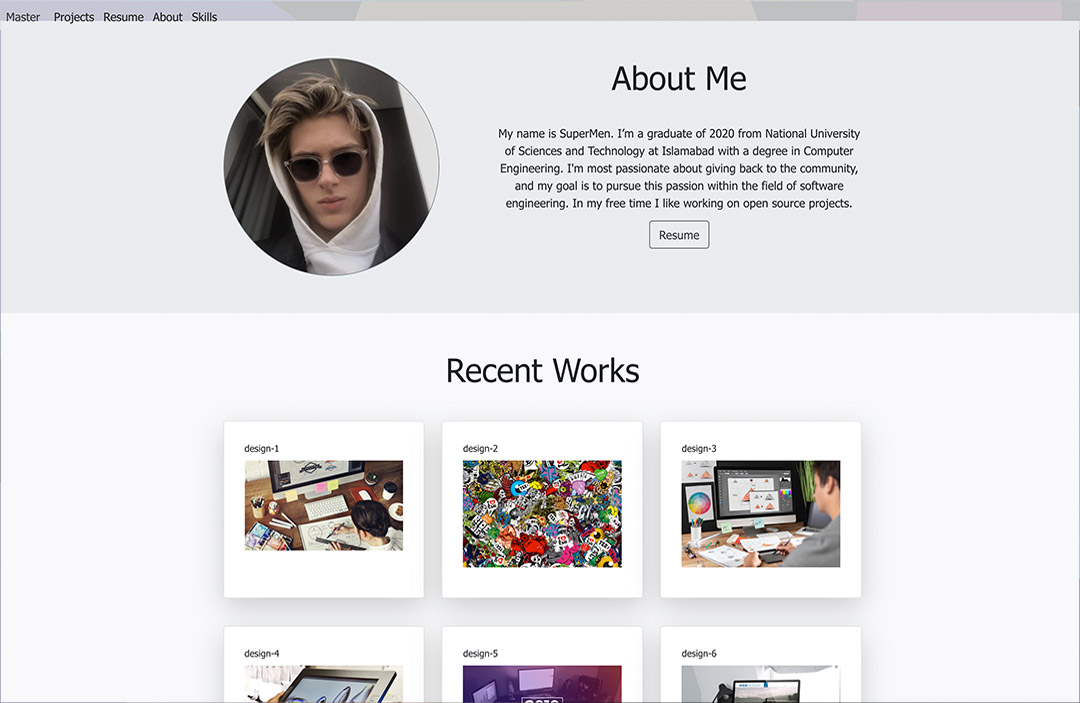 Master Projects Resume About Skills
About Me
My name is SuperMen. I’m a graduate of 2020 from National University
of Sciences and Technology at Islamabad with a degree in Computer
Engineering. I'm most passionate about giving back to the community,
and my goal is to pursue this passion within the field of software
engineering. In my free time I like working on open source projects.
Resume
Recent Works
design-1
design-2
design-3
design-4
design-5
design-6